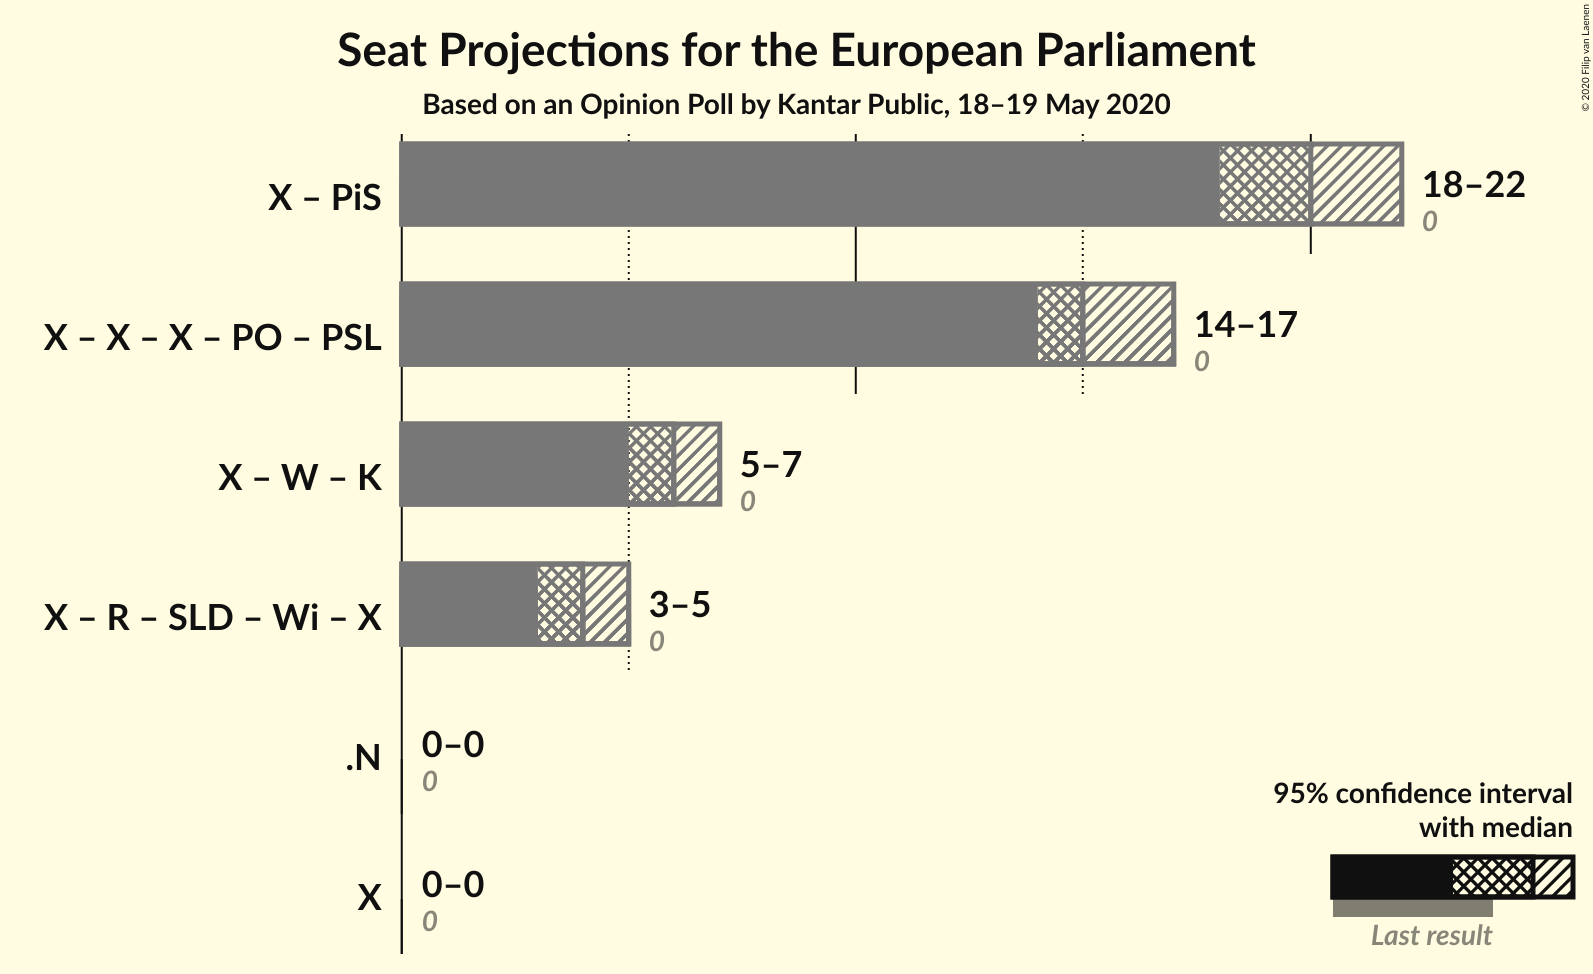 Seat Projections for the European Parliament
Based on an Opinion Poll by Kantar Public, 18–19 May 2020
© 2020 Filip van Laenen
X – PiS
18–22
0
X – X – X – PO – PSL
14–17
0
X – W – K
5–7
0
X – R – SLD – Wi – X
3–5
0
.N
0–0
0
X
0–0
0
95% confidence interval
with median
Last result